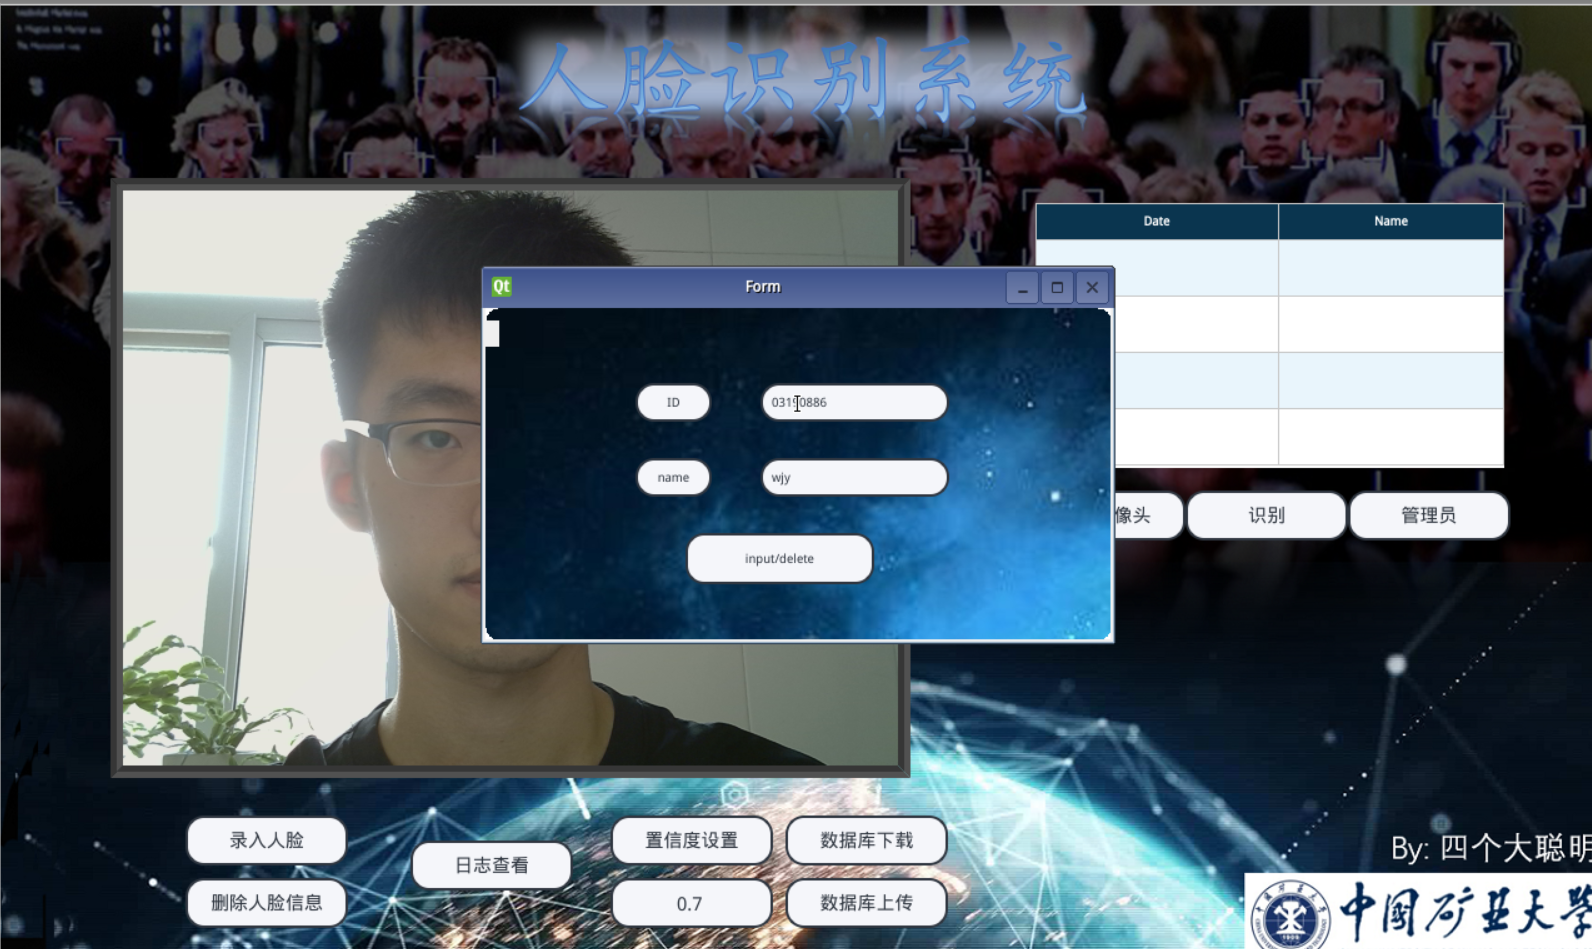 人脸识别系统
Date
Name
Qt
Form
ID
03190886
name
wjy
input/delete
像头
识别
管理员
录入人脸
日志查看
置信度设置
数据库下载
删除人脸信息
0.7
数据库上传
By: 四个大聪明
中国矿业大学